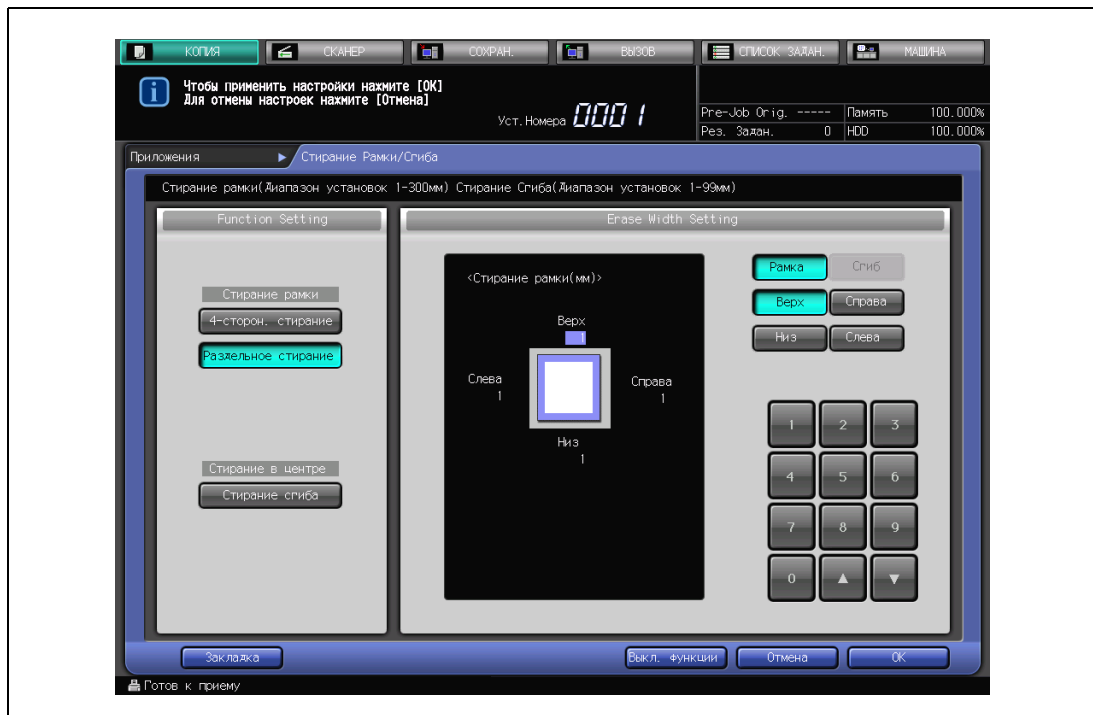 КОПИЯ СКАНЕР СОХРАН. ВЫЗОВ СПИСОК ЗАДАН. МАШИНА
Чтобы применить настройки нажмите [OK]
Для отмены настроек нажмите [Отмена]
Уст.Номера 0001
Pre-Job Orig. ----- Память 100.000%
Рез. Задан. 0 HDD 100.000%
Приложения Стирание Рамки/Сгиба
Стирание рамки(Диапазон установок 1-300мм) Стирание Сгиба(Диапазон установок 1-99мм)
Function Setting
Erase Width Setting
Стирание рамки
4-сторон. стирание
Раздельное стирание
Стирание в центре
Стирание сгиба
<Стирание рамки(мм)>
Верх
1
Слева
1
Справа
1
Низ
1
Рамка Сгиб
Верх Справа
Низ Слева
1 2 3
4 5 6
7 8 9
0 ▲ ▼
Закладка Выкл. функции Отмена OK
Готов к приему